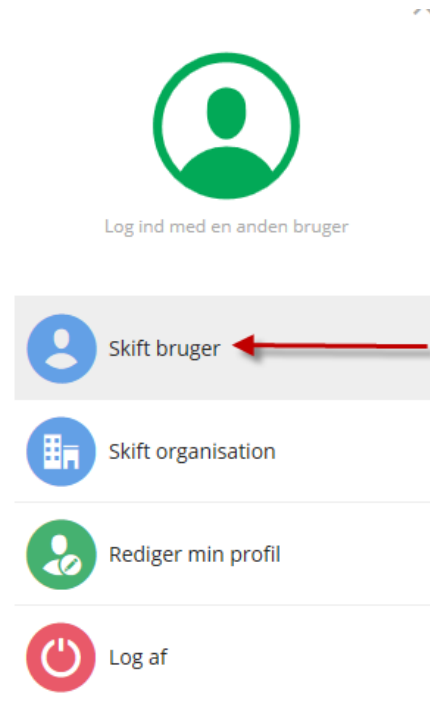 Log ind med en anden bruger
Skift bruger
Skift organisation
Rediger min profil
Log af